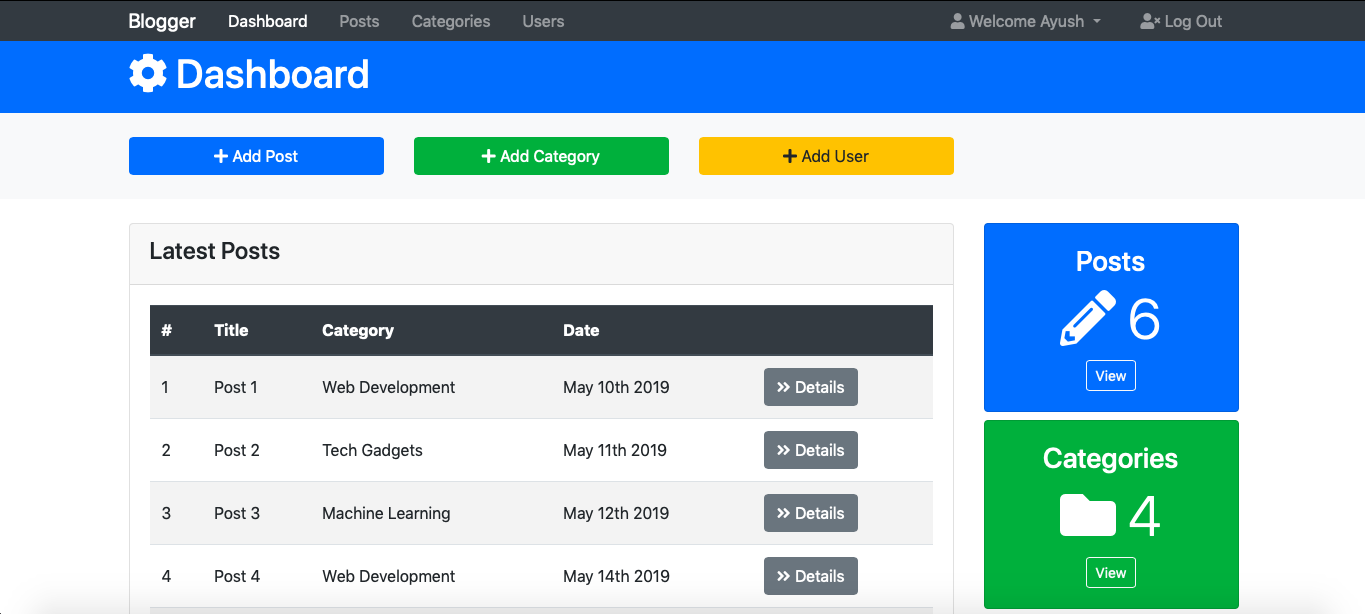 Blogger Dashboard Posts Categories Users Welcome Ayush Log Out
Dashboard
Add Post Add Category Add User
Latest Posts
# Title Category Date
1 Post 1 Web Development May 10th 2019 Details
2 Post 2 Tech Gadgets May 11th 2019 Details
3 Post 3 Machine Learning May 12th 2019 Details
4 Post 4 Web Development May 14th 2019 Details
Posts
6
View
Categories
4
View